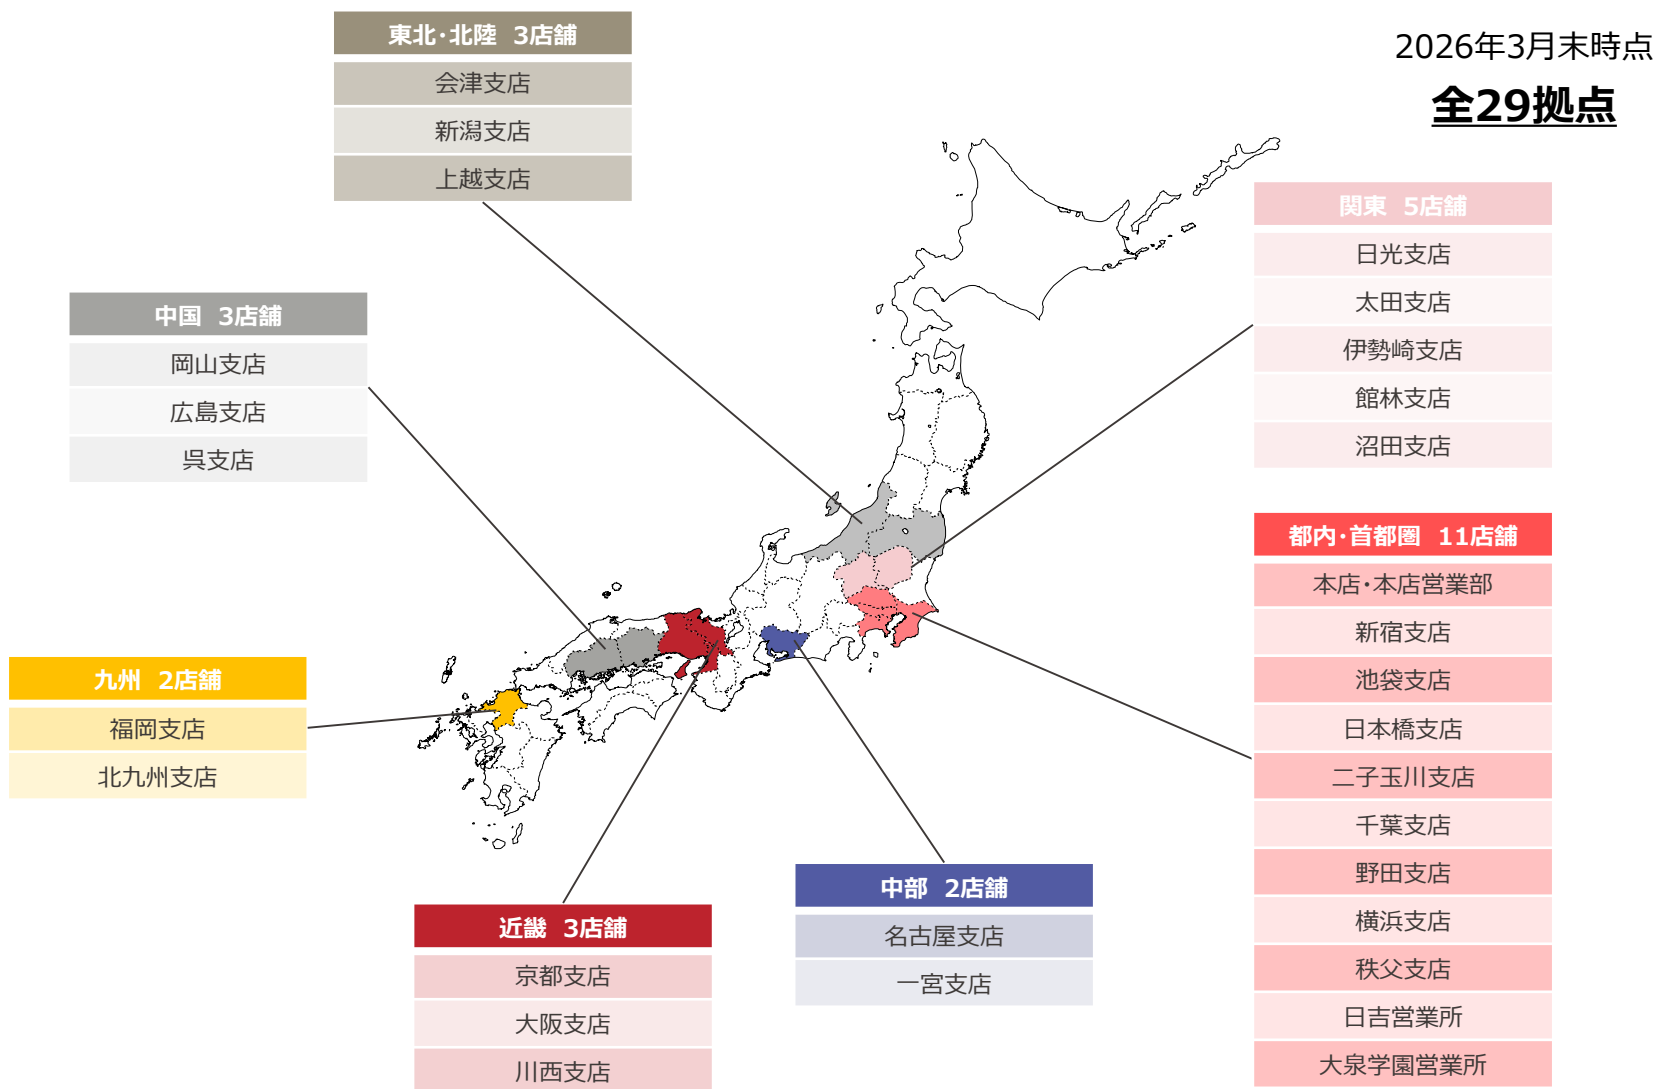 2026年3月末時点
全29拠点
東北・北陸 3店舗
会津支店
新潟支店
上越支店
中国 3店舗
岡山支店
広島支店
呉支店
九州 2店舗
福岡支店
北九州支店
近畿 3店舗
京都支店
大阪支店
川西支店
中部 2店舗
名古屋支店
一宮支店
関東 5店舗
日光支店
太田支店
伊勢崎支店
館林支店
沼田支店
都内・首都圏 11店舗
本店・本店営業部
新宿支店
池袋支店
日本橋支店
二子玉川支店
千葉支店
野田支店
横浜支店
秩父支店
日吉営業所
大泉学園営業所